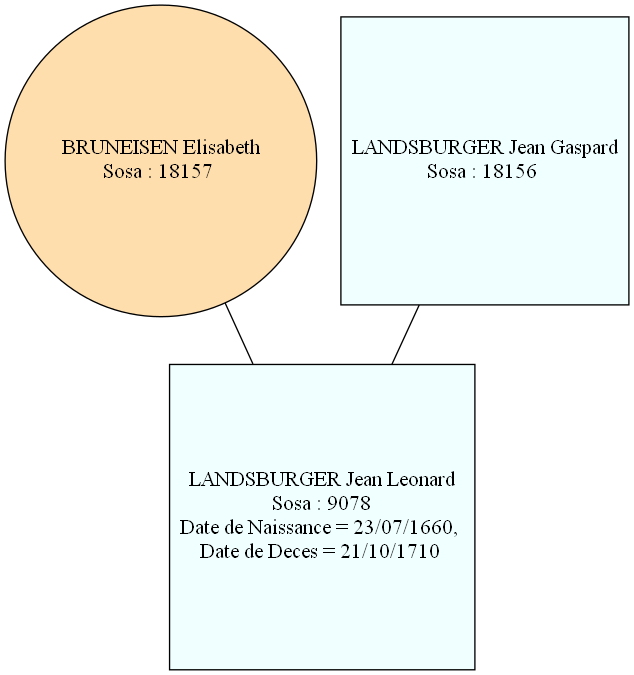 BRUNEISEN Elisabeth
Sosa : 18157
LANDSBURGER Jean Gaspard
Sosa : 18156
LANDSBURGER Jean Leonard
Sosa : 9078
Date de Naissance = 23/07/1660,
Date de Deces = 21/10/1710